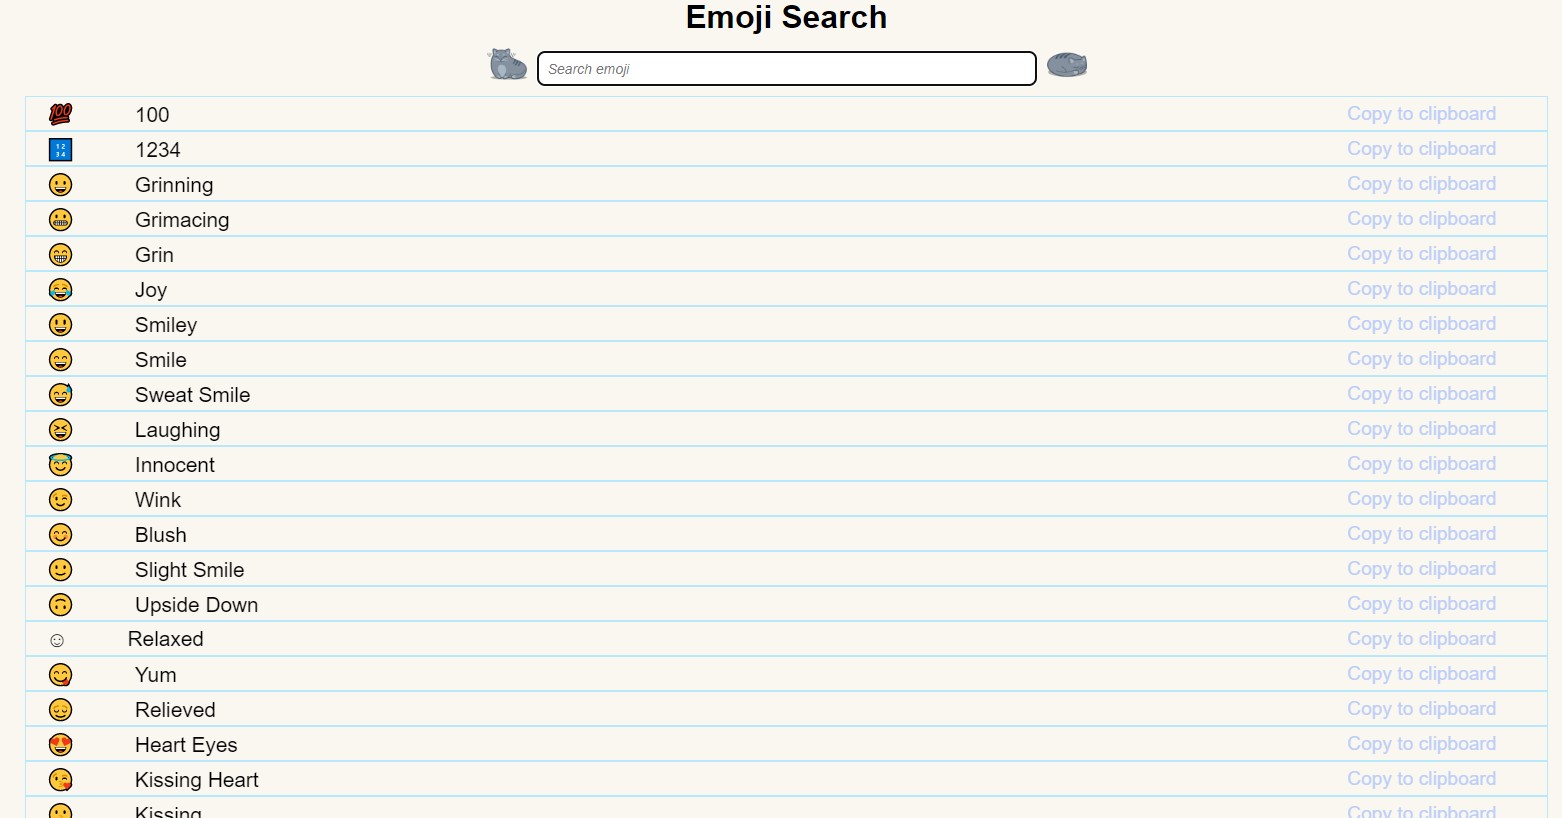 Emoji Search
Search emoji
100 Copy to clipboard
1234 Copy to clipboard
Grinning Copy to clipboard
Grimacing Copy to clipboard
Grin Copy to clipboard
Joy Copy to clipboard
Smiley Copy to clipboard
Smile Copy to clipboard
Sweat Smile Copy to clipboard
Laughing Copy to clipboard
Innocent Copy to clipboard
Wink Copy to clipboard
Blush Copy to clipboard
Slight Smile Copy to clipboard
Upside Down Copy to clipboard
Relaxed Copy to clipboard
Yum Copy to clipboard
Relieved Copy to clipboard
Heart Eyes Copy to clipboard
Kissing Heart Copy to clipboard
Kissing Copy to clipboard